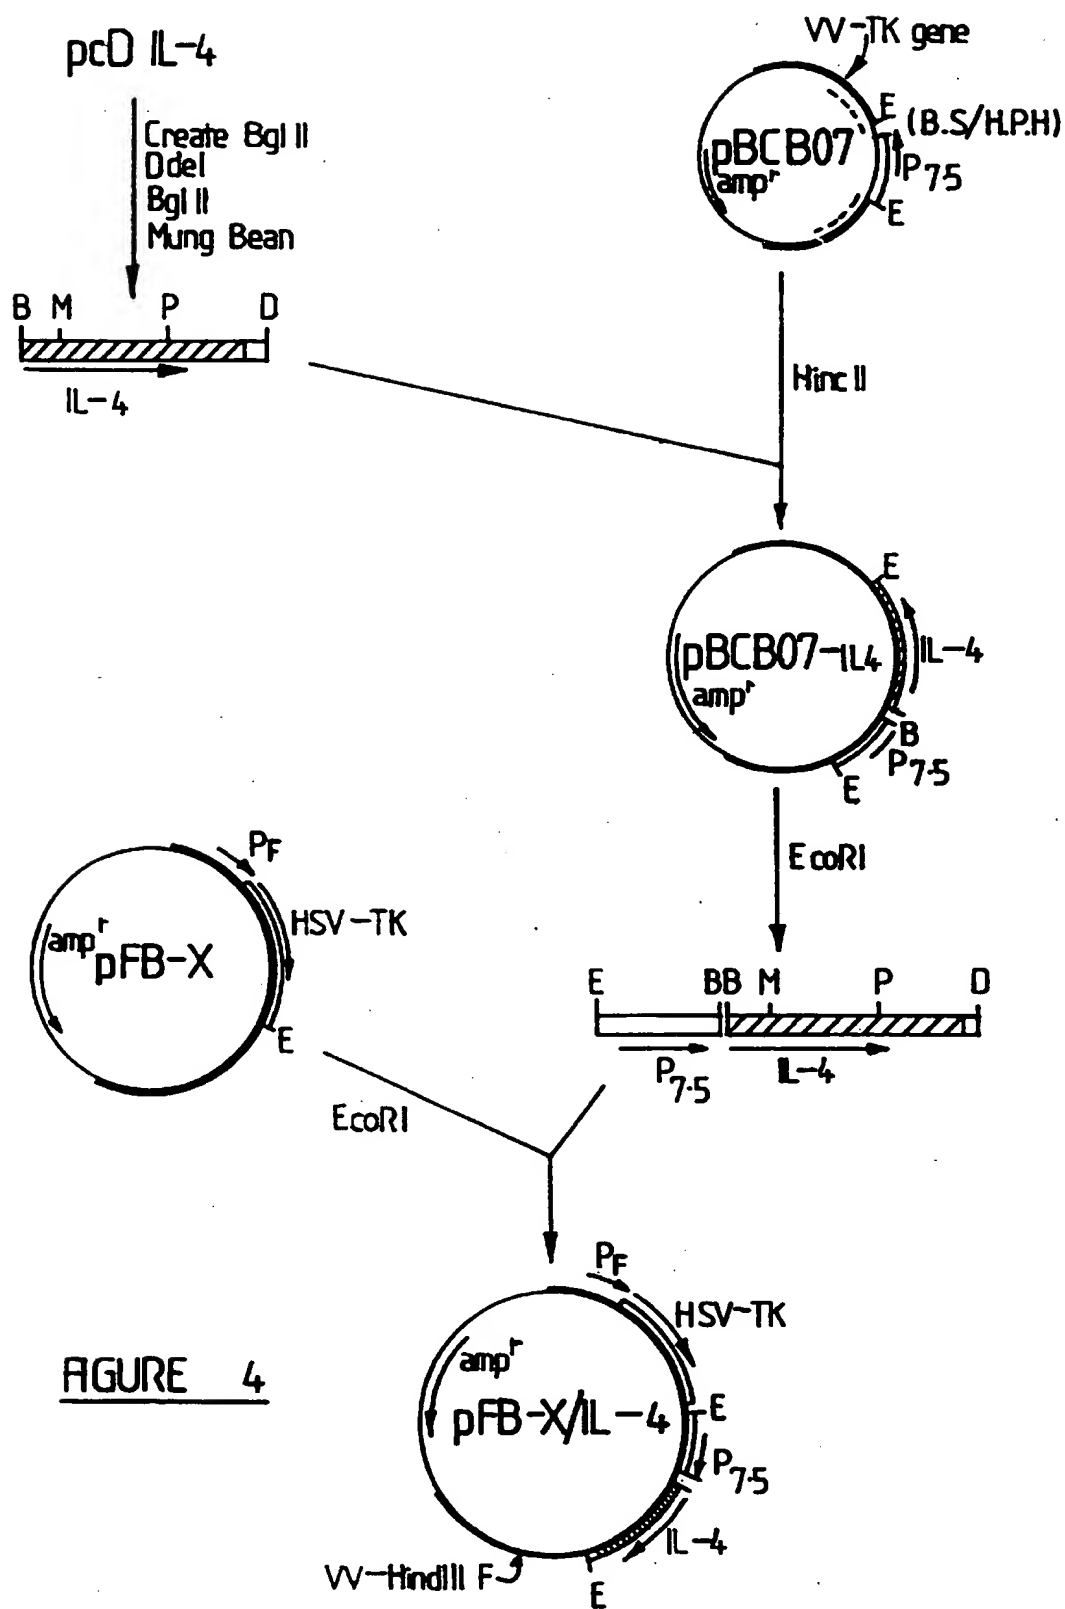 pcD IL-4
Create Bgl II
DdeI
Bgl II
Mung Bean
B M P D
IL-4
VV-TK gene
pBCB07
amp^r
E
(B.S/H.P.H)
P7.5
E
Hinc II
pBCB07-IL4
amp^r
E
IL-4
B
P7.5
E
EcoRI
pFB-X
amp^r
PF
HSV-TK
E
E BB M P D
P7.5 IL-4
EcoRI
PF
HSV-TK
amp^r
pFB-X/IL-4
E
P7.5
IL-4
E
VV-HindIII F
FIGURE 4